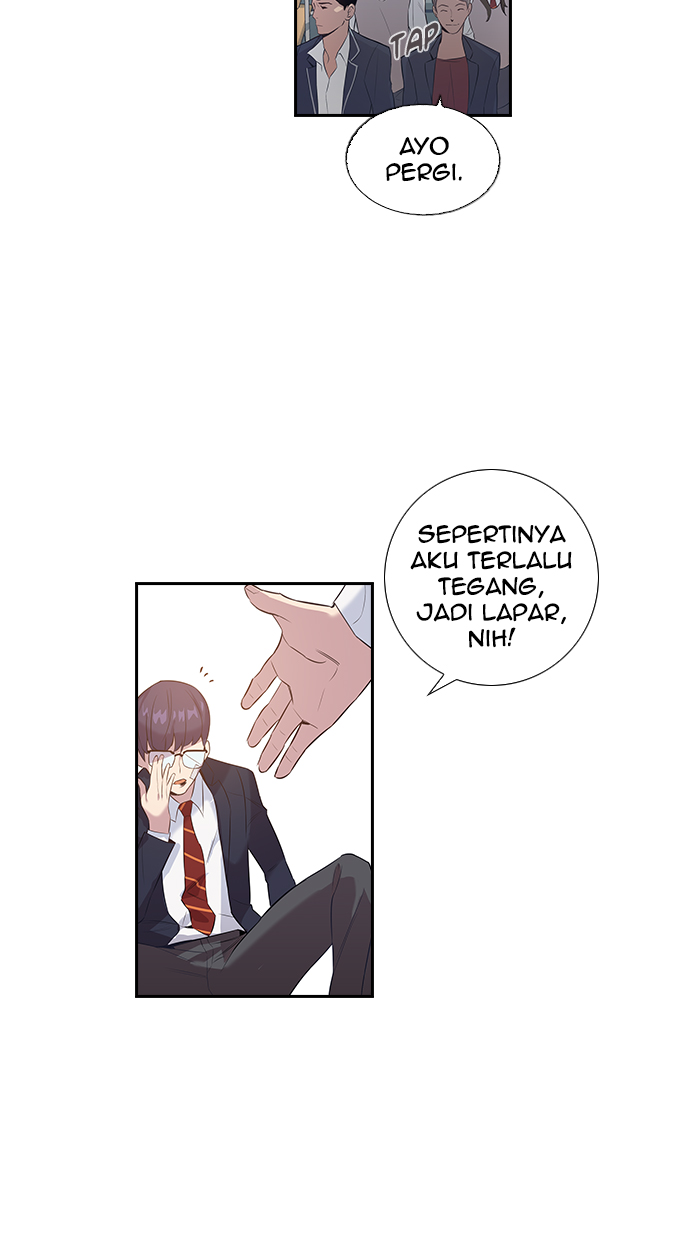 TAP
AYO
PERGI.
SEPERTINYA
AKU TERLALU
TEGANG,
JADI LAPAR,
NIH!